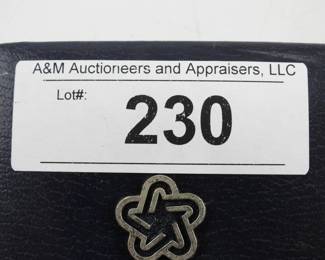 A&M Auctioneers and Appraisers, LLC
Lot#:
230